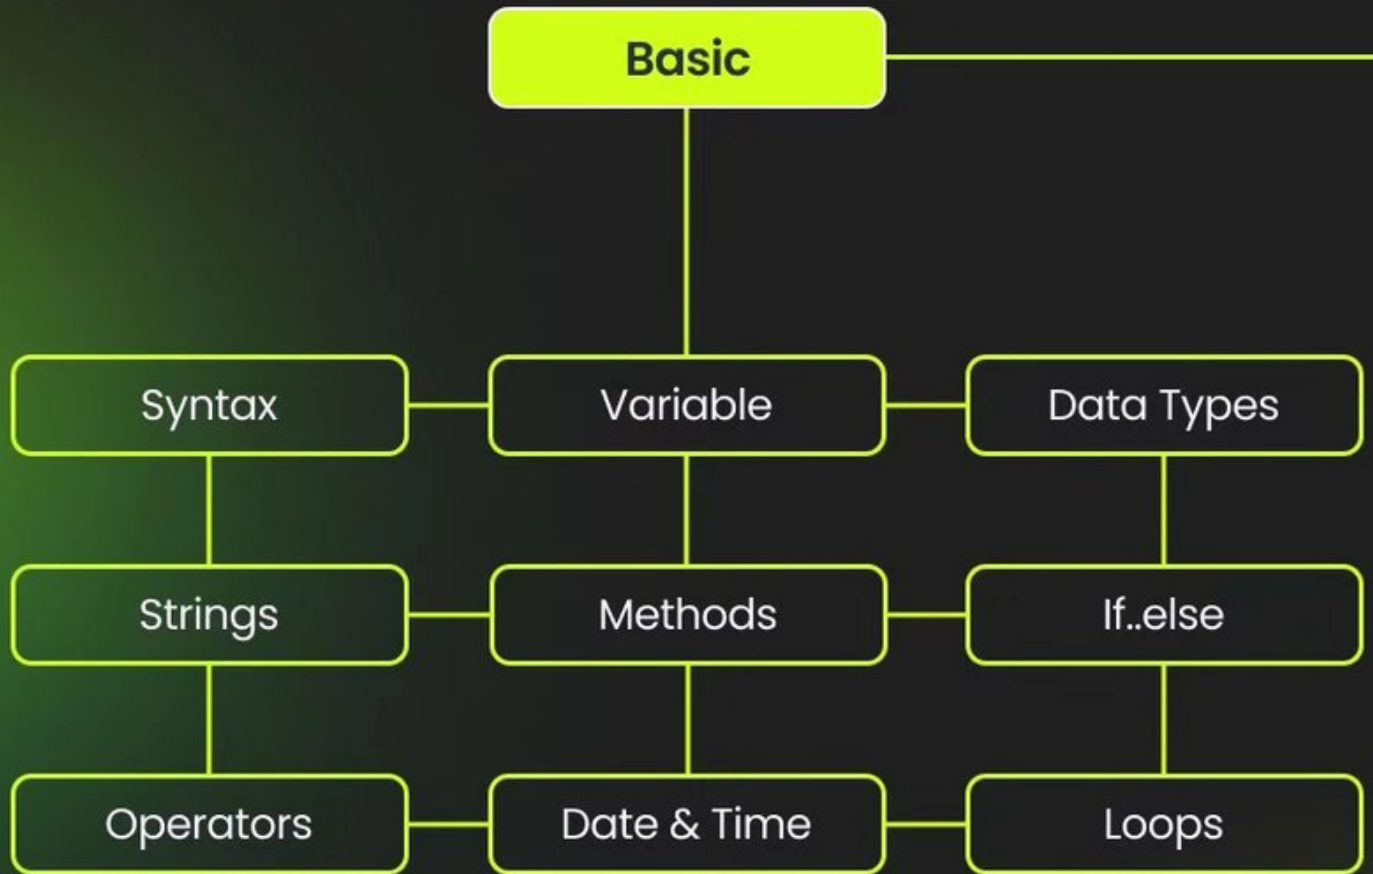 Basic
Syntax
Variable
Data Types
Strings
Methods
If..else
Operators
Date & Time
Loops